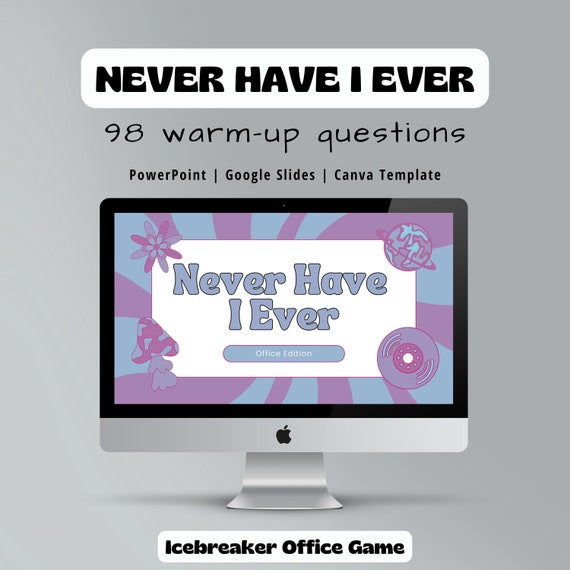 NEVER HAVE I EVER
98 warm-up questions
PowerPoint | Google Slides | Canva Template
Never Have
I Ever
Office Edition
Icebreaker Office Game